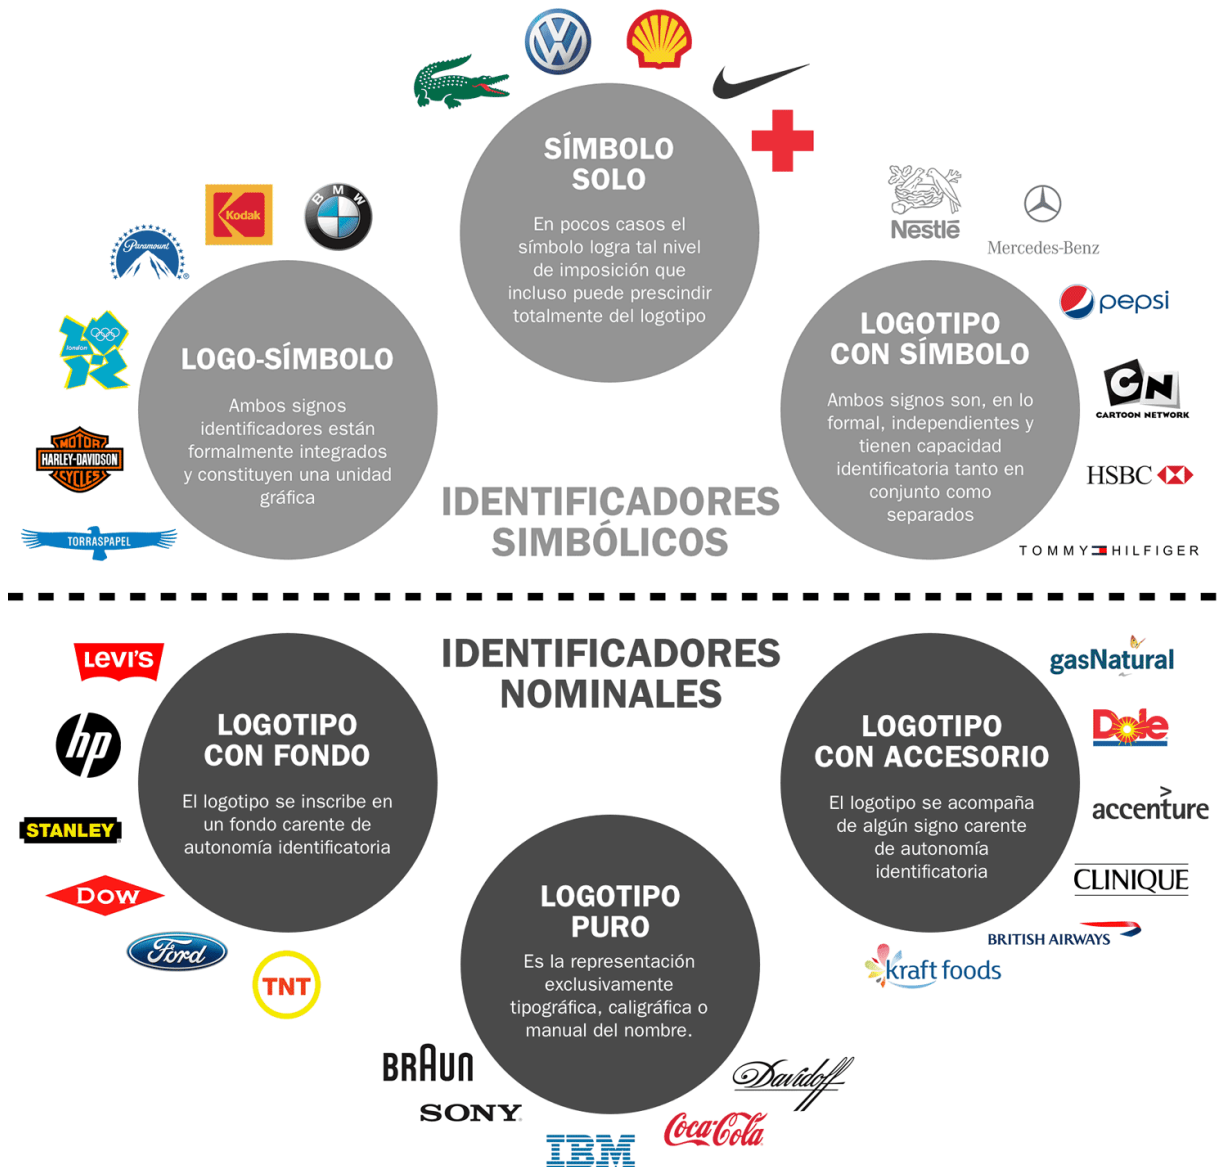 SÍMBOLO
SOLO
En pocos casos el
símbolo logra tal nivel
de imposición que
incluso puede prescindir
totalmente del logotipo
Kodak
BMW
Paramount
london
LOGO-SÍMBOLO
Ambos signos
identificadores están
formalmente integrados
y constituyen una unidad
gráfica
MOTOR
HARLEY-DAVIDSON
CYCLES
TORRASPAPEL
Nestlé
Mercedes-Benz
pepsi
LOGOTIPO
CON SÍMBOLO
Ambos signos son, en lo
formal, independientes y
tienen capacidad
identificatoria tanto en
conjunto como
separados
CN
CARTOON NETWORK
HSBC
TOMMY HILFIGER
IDENTIFICADORES
SIMBÓLICOS
IDENTIFICADORES
NOMINALES
LEVI'S
hp
STANLEY
DOW
Ford
TNT
LOGOTIPO
CON FONDO
El logotipo se inscribe en
un fondo carente de
autonomía identificatoria
LOGOTIPO
PURO
Es la representación
exclusivamente
tipográfica, caligráfica o
manual del nombre.
BRAUN
SONY
IBM
Coca-Cola
Davidoff
LOGOTIPO
CON ACCESORIO
El logotipo se acompaña
de algún signo carente
de autonomía
identificatoria
gasNatural
Dole
accenture
CLINIQUE
BRITISH AIRWAYS
kraft foods